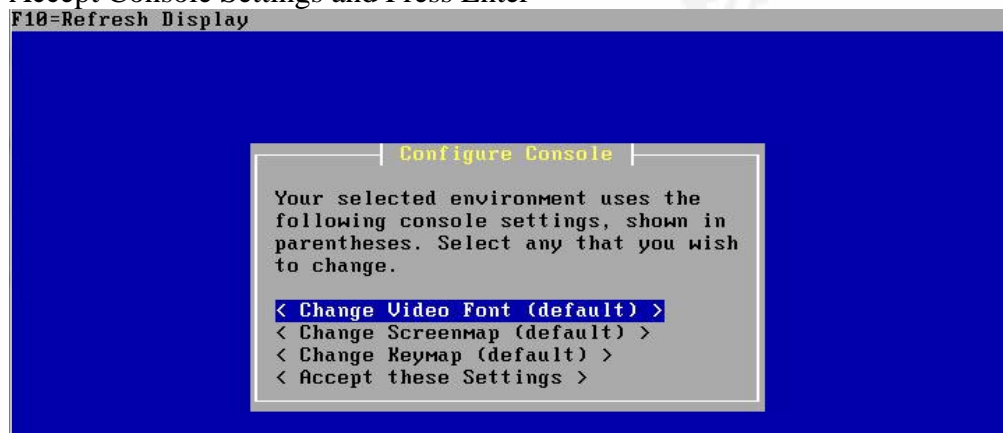 Accept Console Settings and Press Enter
F10=Refresh Display
Configure Console
Your selected environment uses the
following console settings, shown in
parentheses. Select any that you wish
to change.
< Change Video Font (default) >
< Change Screenmap (default) >
< Change Keymap (default) >
< Accept these Settings >